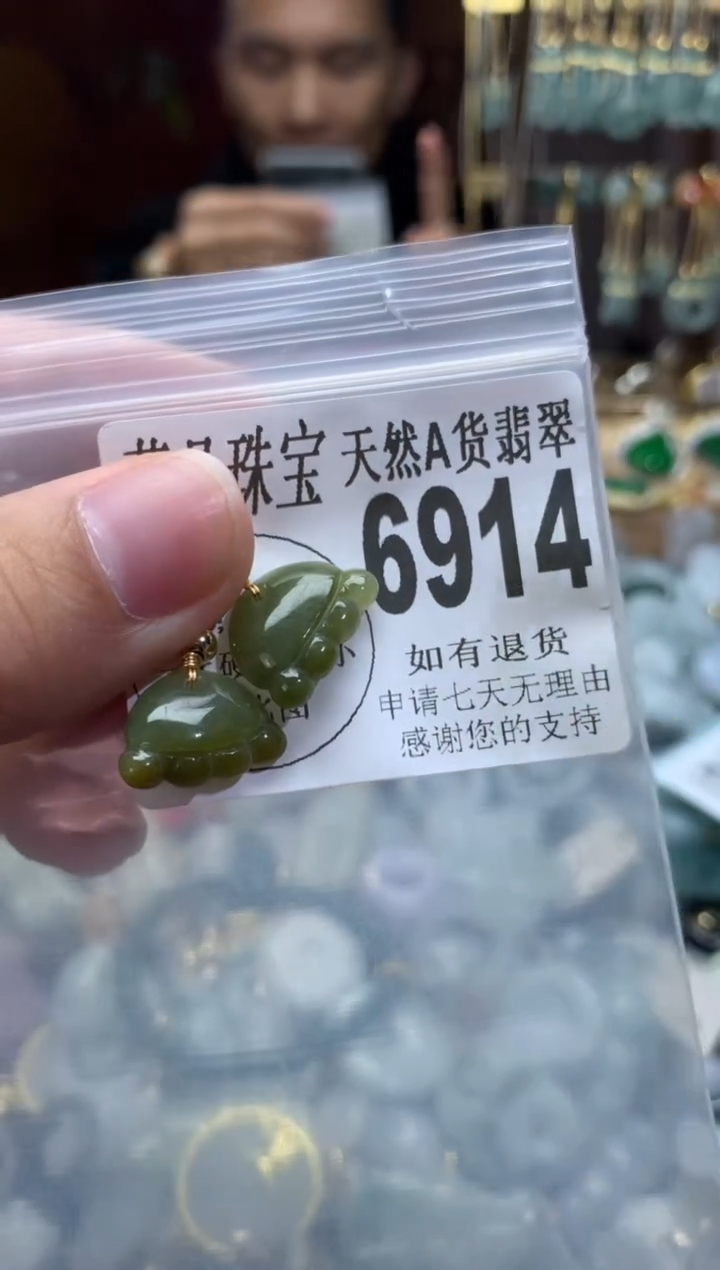 珠宝 天然A货翡翠
6914
如有退货
申请七天无理由
感谢您的支持